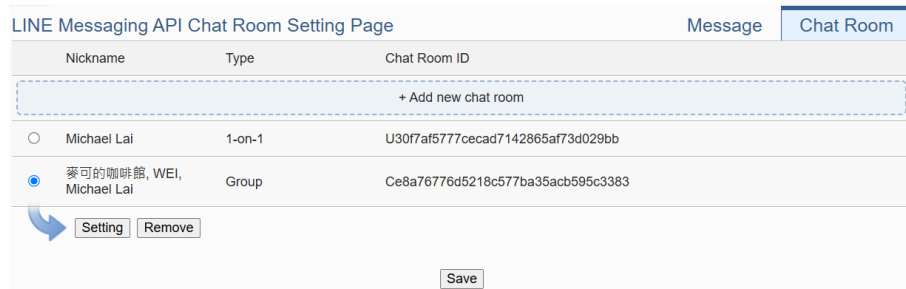 LINE Messaging API Chat Room Setting Page Message Chat Room
Nickname Type Chat Room ID
+ Add new chat room
Michael Lai 1-on-1 U30f7af5777cecad7142865af73d029bb
麥可的咖啡館, WEI,
Michael Lai Group Ce8a76776d5218c577ba35acb595c3383
Setting Remove
Save